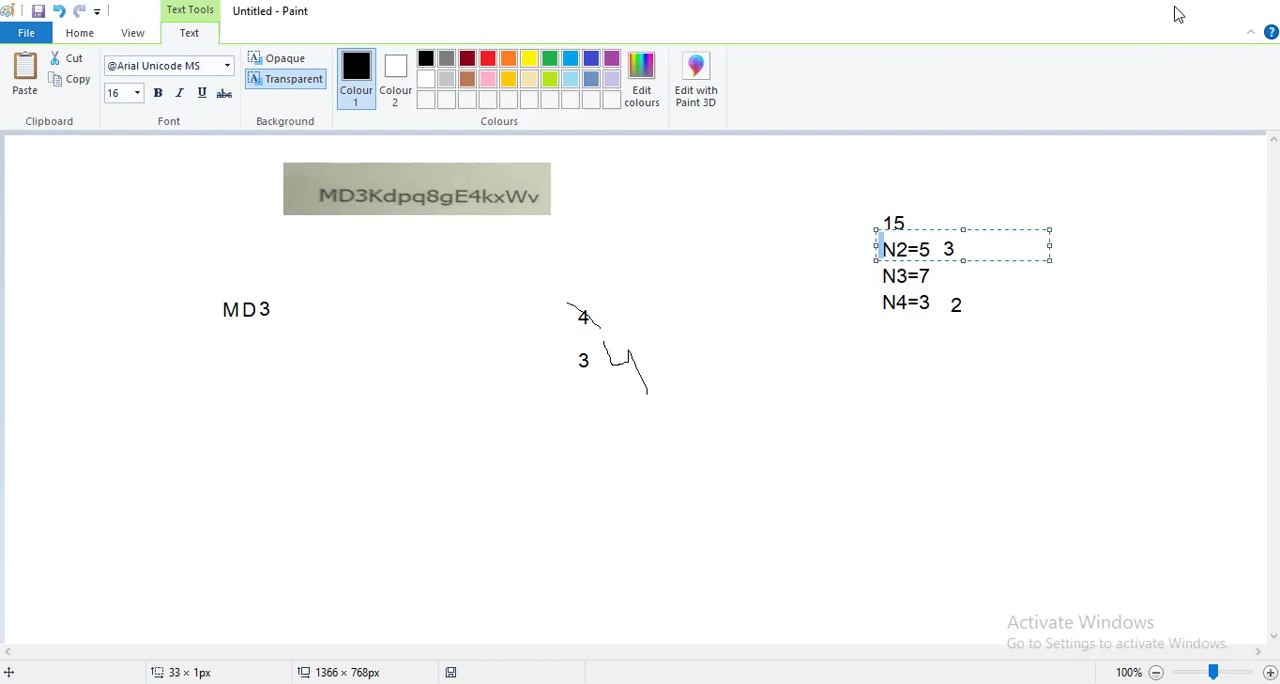 Text Tools
Untitled - Paint
File
Home
View
Text
Paste
Cut
Copy
Clipboard
@Arial Unicode MS
16
B I U abc
Font
Opaque
Transparent
Background
Colour 1
Colour 2
Edit colours
Colours
Edit with Paint 3D
MD3Kdpq8gE4kxWv
15
N2=5 3
N3=7
N4=3 2
MD3
4
3
Activate Windows
Go to Settings to activate Windows.
33 × 1px
1366 × 768px
100%